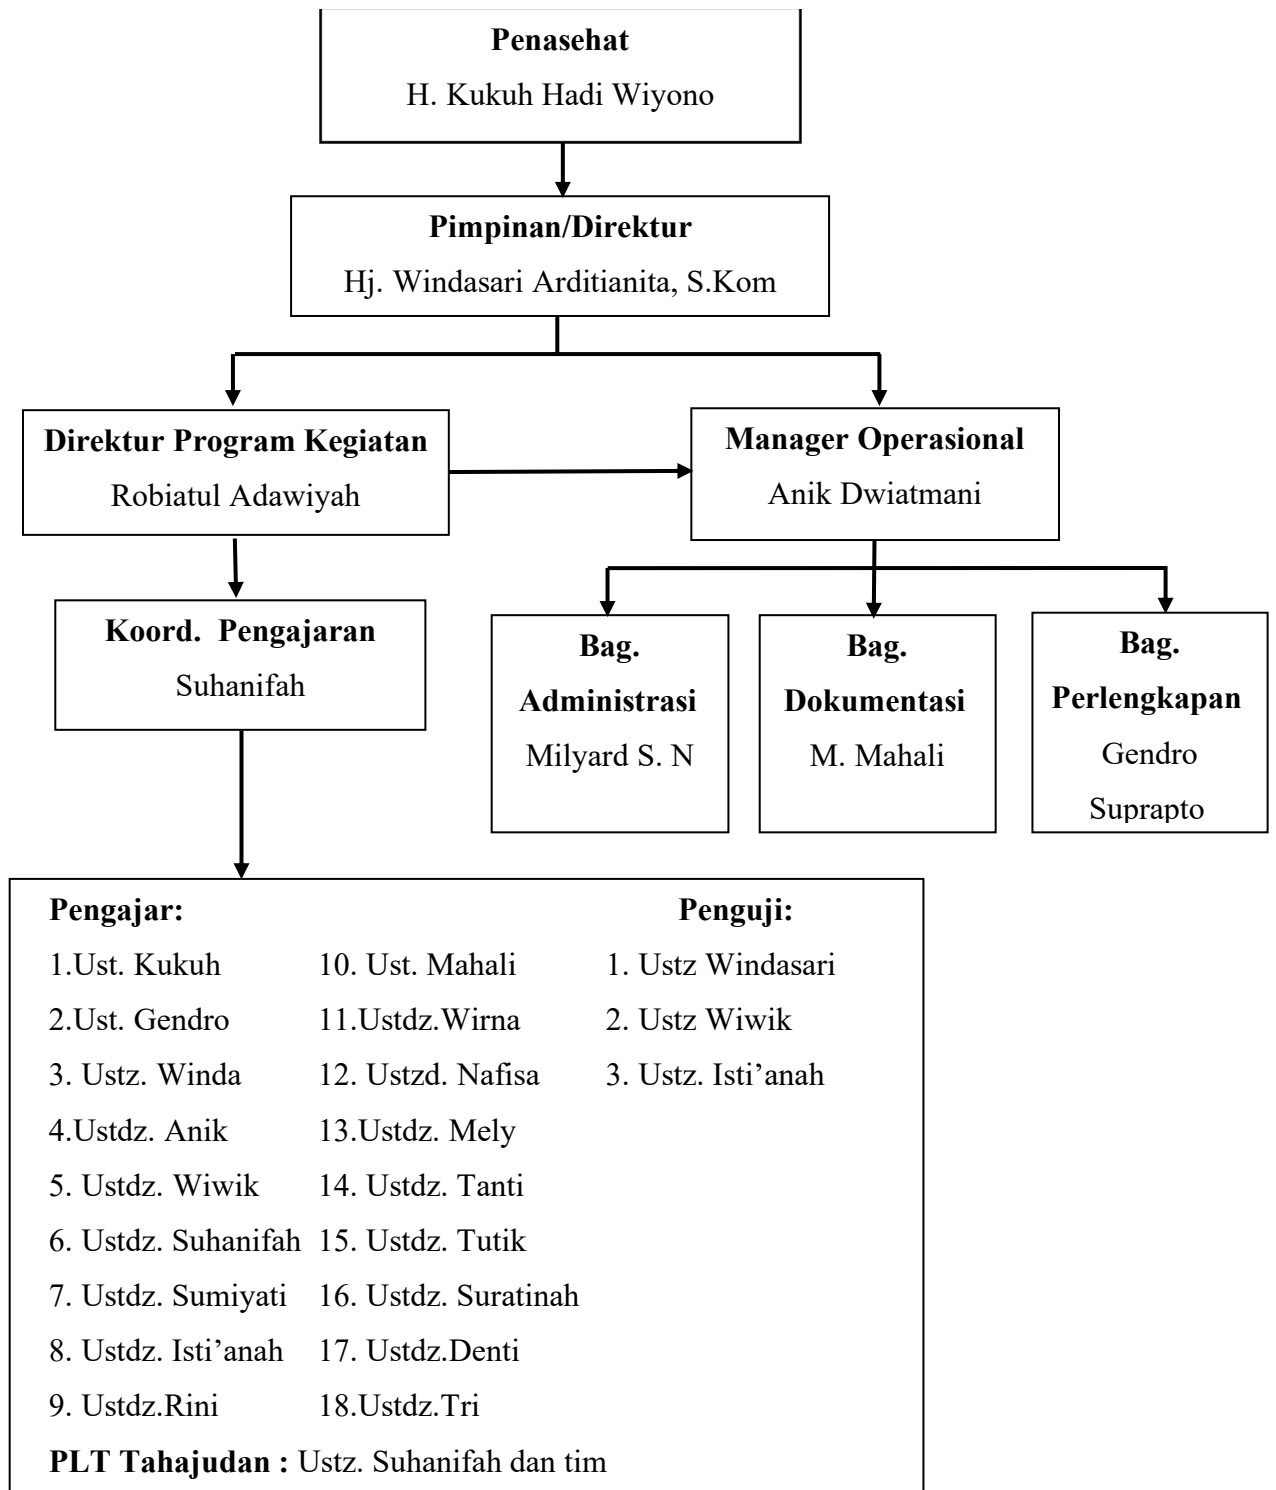 Penasehat
H. Kukuh Hadi Wiyono
Pimpinan/Direktur
Hj. Windasari Arditianita, S.Kom
Direktur Program Kegiatan
Robiatul Adawiyah
Manager Operasional
Anik Dwiatmani
Koord.  Pengajaran
Suhanifah
Bag.
Administrasi
Milyard S. N
Bag.
Dokumentasi
M. Mahali
Bag.
Perlengkapan
Gendro
Suprapto
Pengajar:
1.Ust. Kukuh
2.Ust. Gendro
3. Ustz. Winda
4.Ustdz. Anik
5. Ustdz. Wiwik
6. Ustdz. Suhanifah
7. Ustdz. Sumiyati
8. Ustdz. Isti’anah
9. Ustdz.Rini
10. Ust. Mahali
11.Ustdz.Wirna
12. Ustzd. Nafisa
13.Ustdz. Mely
14. Ustdz. Tanti
15. Ustdz. Tutik
16. Ustdz. Suratinah
17. Ustdz.Denti
18.Ustdz.Tri
Penguji:
1. Ustz Windasari
2. Ustz Wiwik
3. Ustz. Isti’anah
PLT Tahajudan : Ustz. Suhanifah dan tim